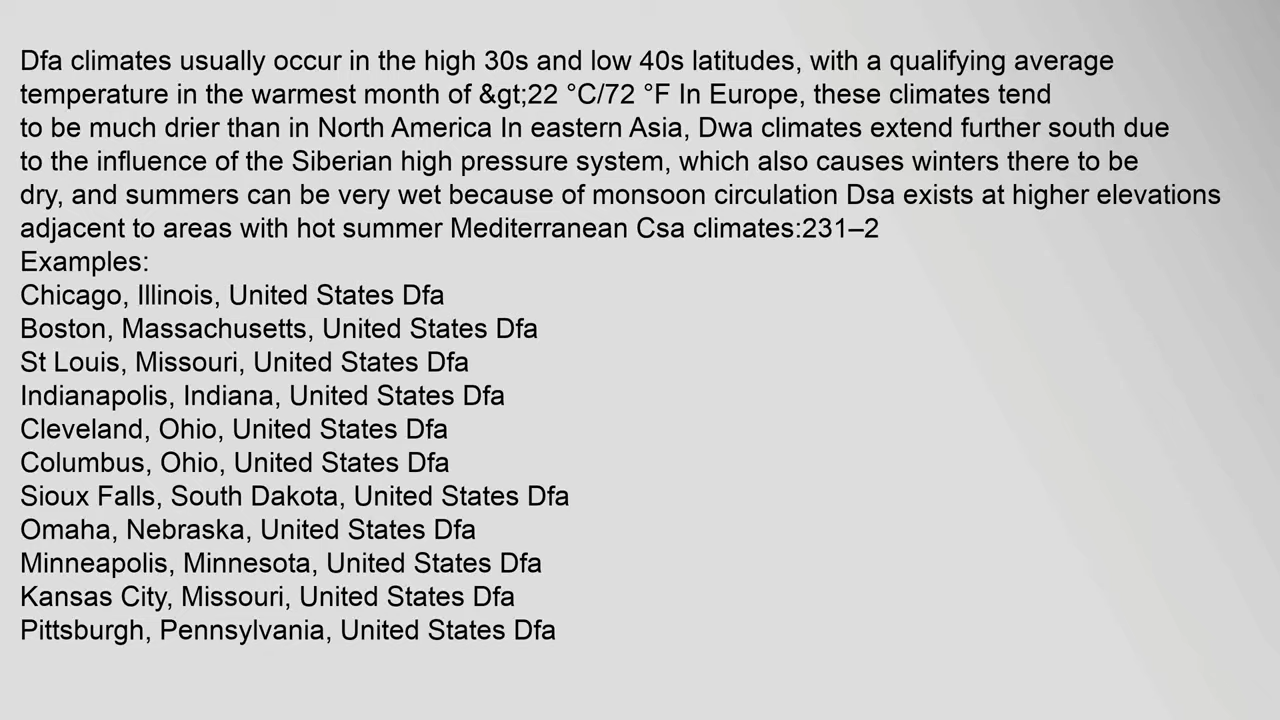 Dfa climates usually occur in the high 30s and low 40s latitudes, with a qualifying average
temperature in the warmest month of &gt;22 °C/72 °F In Europe, these climates tend
to be much drier than in North America In eastern Asia, Dwa climates extend further south due
to the influence of the Siberian high pressure system, which also causes winters there to be
dry, and summers can be very wet because of monsoon circulation Dsa exists at higher elevations
adjacent to areas with hot summer Mediterranean Csa climates:231–2
Examples:
Chicago, Illinois, United States Dfa
Boston, Massachusetts, United States Dfa
St Louis, Missouri, United States Dfa
Indianapolis, Indiana, United States Dfa
Cleveland, Ohio, United States Dfa
Columbus, Ohio, United States Dfa
Sioux Falls, South Dakota, United States Dfa
Omaha, Nebraska, United States Dfa
Minneapolis, Minnesota, United States Dfa
Kansas City, Missouri, United States Dfa
Pittsburgh, Pennsylvania, United States Dfa